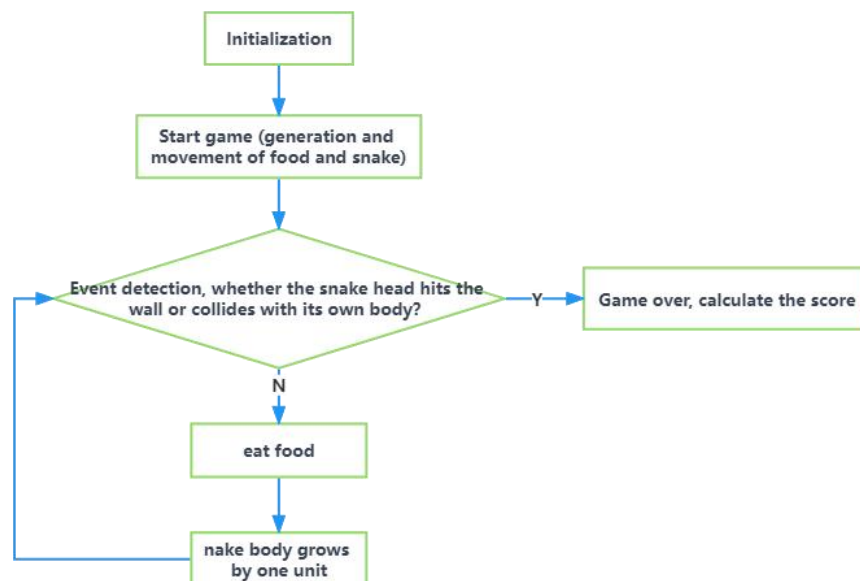 Initialization
Start game (generation and
movement of food and snake)
Event detection, whether the snake head hits the
wall or collides with its own body?
Y
Game over, calculate the score
N
eat food
nake body grows
by one unit